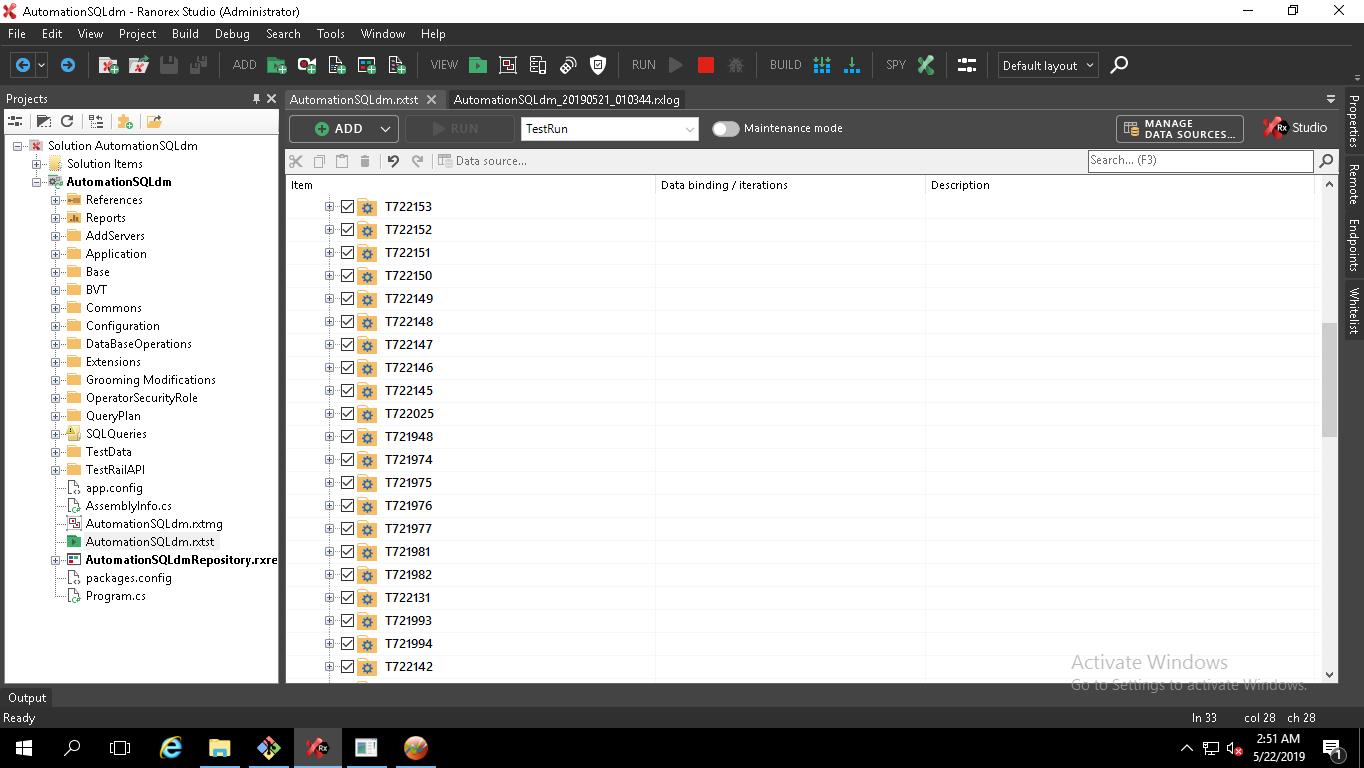 AutomationSQLdm - Ranorex Studio (Administrator)
File Edit View Project Build Debug Search Tools Window Help
ADD VIEW RUN BUILD SPY Default layout
Projects
AutomationSQLdm.rxtst AutomationSQLdm_20190521_010344.rxlog
ADD RUN TestRun Maintenance mode MANAGE DATA SOURCES... Rx Studio
Data source... Search... (F3)
Item Data binding / iterations Description
Solution AutomationSQLdm
Solution Items
AutomationSQLdm
References
Reports
AddServers
Application
Base
BVT
Commons
Configuration
DataBaseOperations
Extensions
Grooming Modifications
OperatorSecurityRole
QueryPlan
SQLQueries
TestData
TestRailAPI
app.config
AssemblyInfo.cs
AutomationSQLdm.rxtmg
AutomationSQLdm.rxtst
AutomationSQLdmRepository.rxre
packages.config
Program.cs
T722153
T722152
T722151
T722150
T722149
T722148
T722147
T722146
T722145
T722025
T721948
T721974
T721975
T721976
T721977
T721981
T721982
T722131
T721993
T721994
T722142
Properties
Remote Endpoints
Whitelist
Activate Windows
Go to Settings to activate Windows.
Output
Ready
ln 33 col 28 ch 28
Rx
2:51 AM
5/22/2019
1